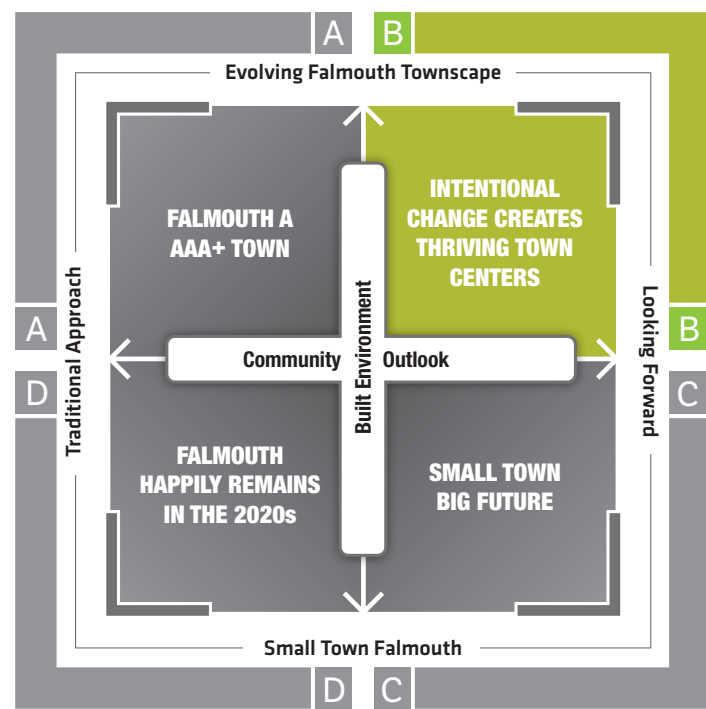 A
B
Evolving Falmouth Townscape
FALMOUTH A
AAA+ TOWN
INTENTIONAL
CHANGE CREATES
THRIVING TOWN
CENTERS
A
B
Traditional Approach
Community
Built Environment
Outlook
Looking Forward
D
C
FALMOUTH
HAPPILY REMAINS
IN THE 2020s
SMALL TOWN
BIG FUTURE
Small Town Falmouth
D
C